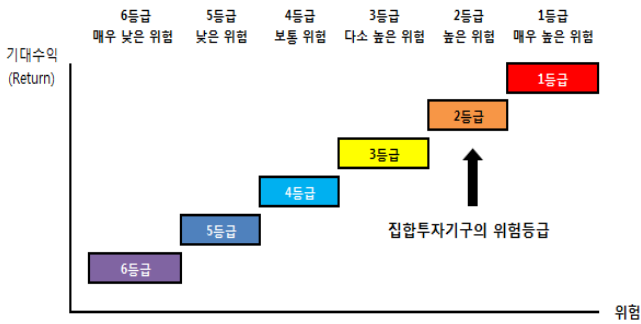 6등급 5등급 4등급 3등급 2등급 1등급
매우 낮은 위험 낮은 위험 보통 위험 다소 높은 위험 높은 위험 매우 높은 위험
기대수익
(Return)
1등급
2등급
3등급
4등급
5등급
집합투자기구의 위험등급
6등급
위험